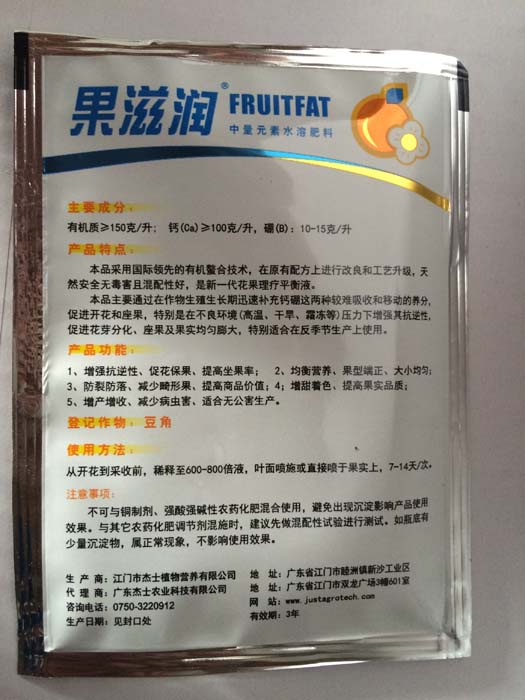 果滋润® FRUITFAT
中量元素水溶肥料
主要成分:
有机质≥150克/升; 钙(Ca)≥100克/升, 硼(B): 10-15克/升
产品特点:
本品采用国际领先的有机螯合技术，在原有配方上进行改良和工艺升级，天
然安全无毒害且混配性好，是新一代花果理疗平衡液。
本品主要通过在作物生殖生长期迅速补充钙硼这两种较难吸收和移动的养分，
促进开花和座果，特别是在不良环境(高温、干旱、霜冻等)压力下增强其抗逆性，
促进花芽分化、座果及果实均匀膨大，特别适合在反季节生产上使用。
产品功能:
1、增强抗逆性、促花保果、提高坐果率; 2、均衡营养、果型端正、大小均匀;
3、防裂防落、减少畸形果、提高商品价值; 4; 增甜着色、提高果实品质;
5、增产增收、减少病虫害、适合无公害生产。
登记作物: 豆角
使用方法:
从开花到采收前，稀释至600-800倍液，叶面喷施或直接喷于果实上，7-14天/次。
注意事项:
不可与铜制剂、强酸强碱性农药化肥混合使用，避免出现沉淀影响产品使用
效果。与其它农药化肥调节剂混施时，建议先做混配性试验进行测试。如瓶底有
少量沉淀物，属正常现象，不影响使用效果。
生 产 商: 江门市杰士植物营养有限公司 地 址: 广东省江门市睦洲镇新沙工业区
代 理 商: 广东杰士农业科技有限公司 地 址: 广东省江门市双龙广场3幢601室
咨询电话: 0750-3220912 网 站: www.justagrotech.com
生产日期: 见封口处 有效期: 3年